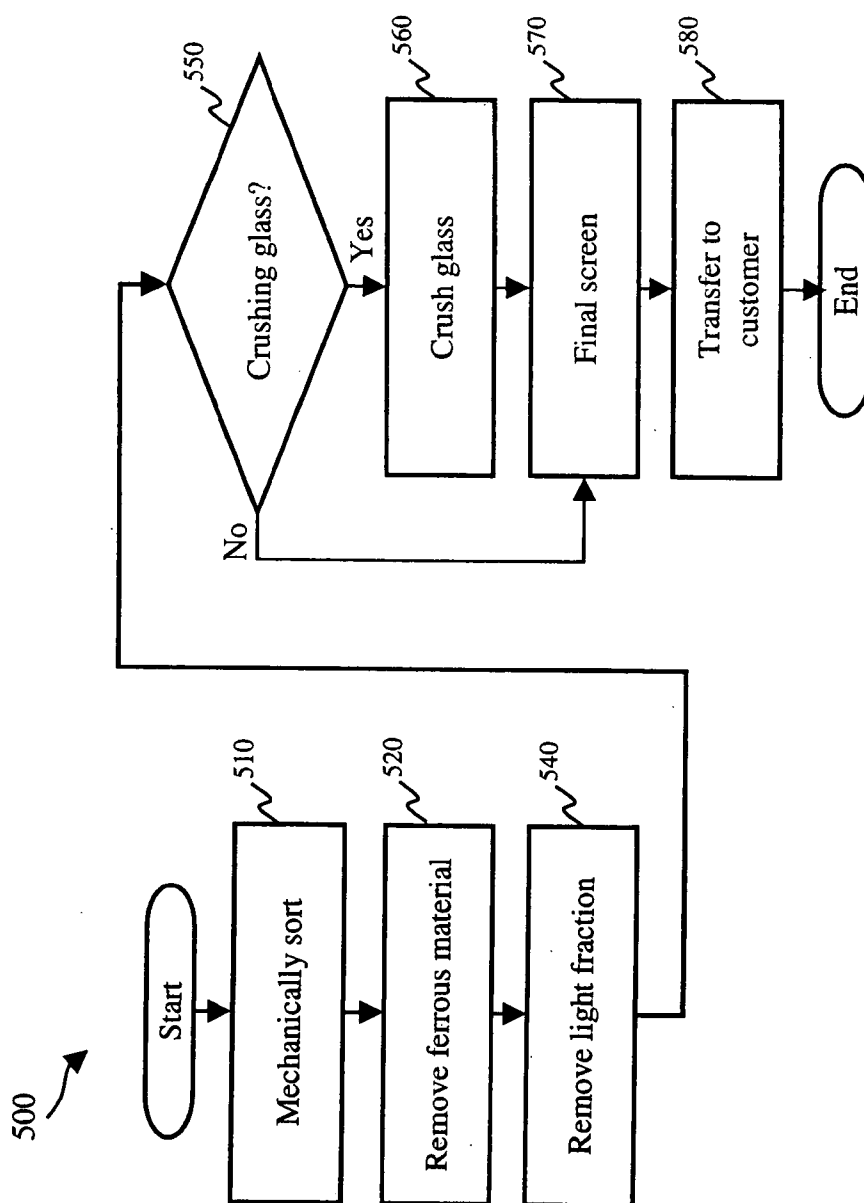 500
Start
510
Mechanically sort
520
Remove ferrous material
540
Remove light fraction
550
Crushing glass?
No
Yes
560
Crush glass
570
Final screen
580
Transfer to
customer
End